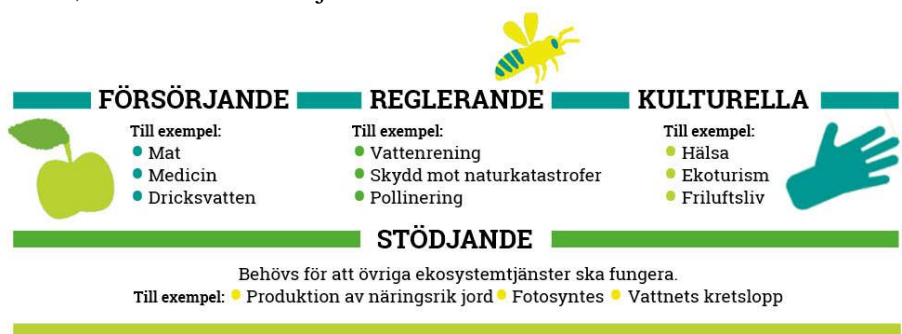 FÖRSÖRJANDE
Till exempel:
• Mat
• Medicin
• Dricksvatten
REGLERANDE
Till exempel:
• Vattenrening
• Skydd mot naturkatastrofer
• Pollinering
KULTURELLA
Till exempel:
• Hälsa
• Ekoturism
• Friluftsliv
STÖDJANDE
Behövs för att övriga ekosystemtjänster ska fungera.
Till exempel: • Produktion av näringsrik jord • Fotosyntes • Vattnets kretslopp